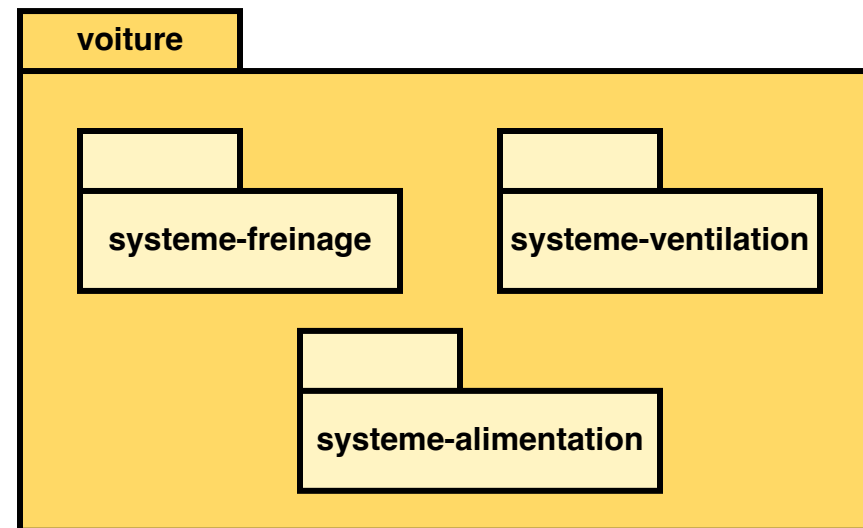 voiture
systeme-freinage
systeme-ventilation
systeme-alimentation